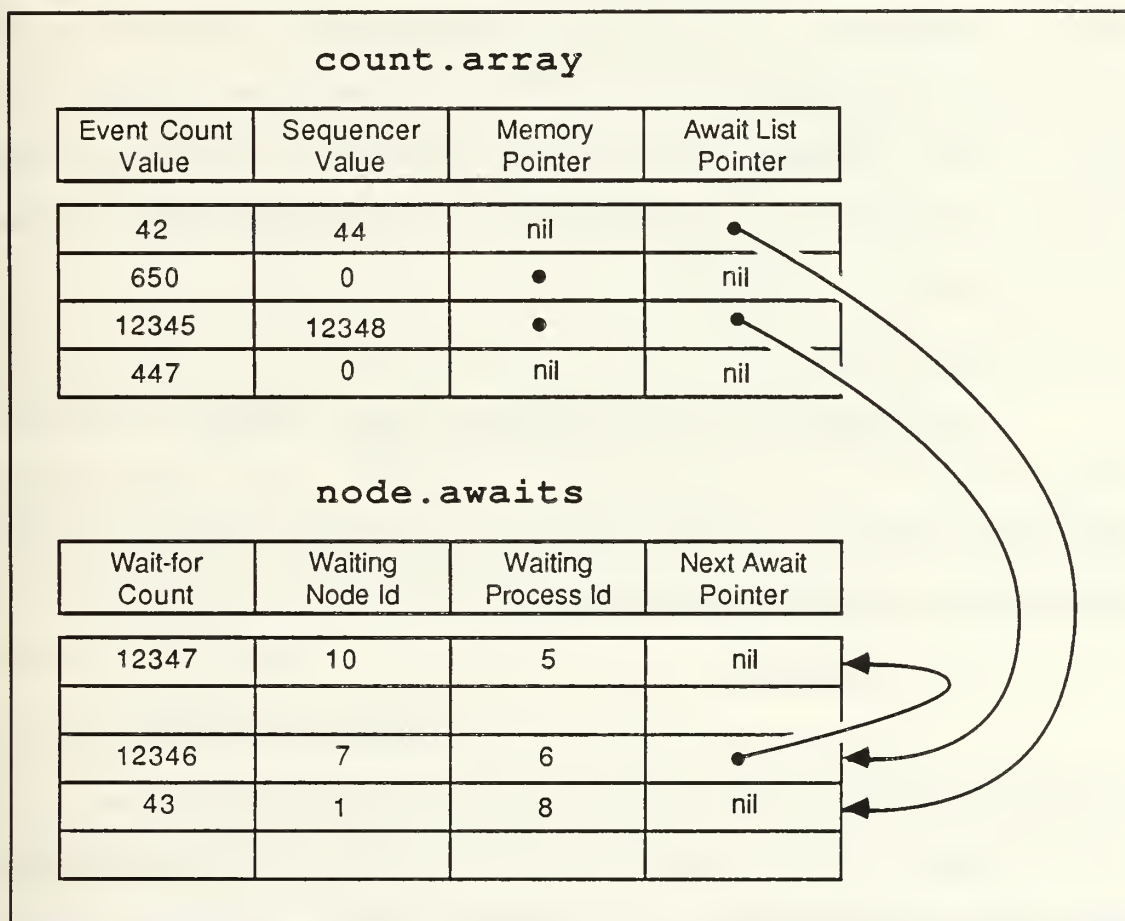 count.array
Event Count Value Sequencer Value Memory Pointer Await List Pointer
42 44 nil
650 0 nil
12345 12348
447 0 nil nil
node.awaits
Wait-for Count Waiting Node Id Waiting Process Id Next Await Pointer
12347 10 5 nil
12346 7 6
43 1 8 nil